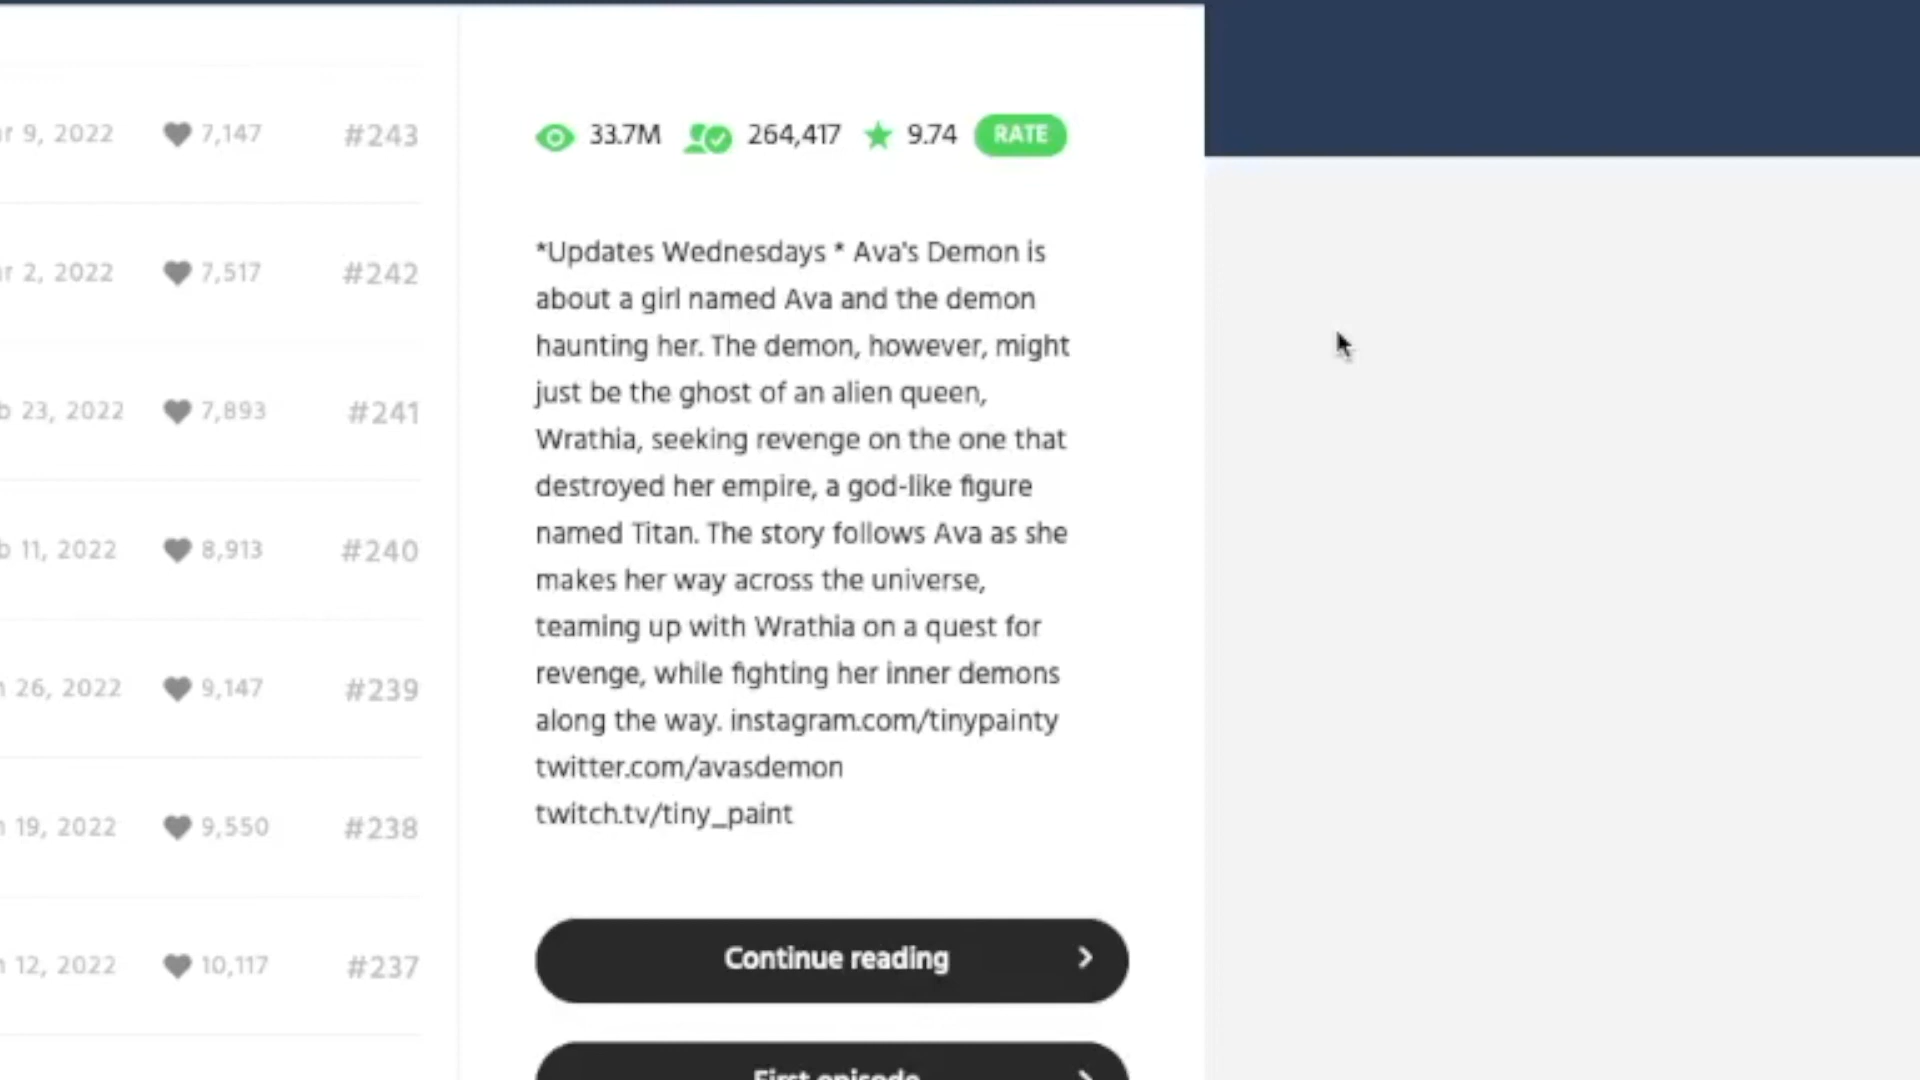 r 9, 2022 7,147 #243
r 2, 2022 7,517 #242
b 23, 2022 7,893 #241
b 11, 2022 8,913 #240
n 26, 2022 9,147 #239
n 19, 2022 9,550 #238
n 12, 2022 10,117 #237
33.7M 264,417 9.74 RATE
*Updates Wednesdays * Ava's Demon is
about a girl named Ava and the demon
haunting her. The demon, however, might
just be the ghost of an alien queen,
Wrathia, seeking revenge on the one that
destroyed her empire, a god-like figure
named Titan. The story follows Ava as she
makes her way across the universe,
teaming up with Wrathia on a quest for
revenge, while fighting her inner demons
along the way. instagram.com/tinypainty
twitter.com/avasdemon
twitch.tv/tiny_paint
Continue reading
First episode